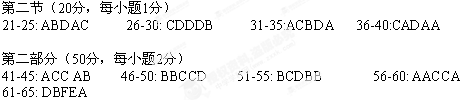 第二节（20分，每小题1分）
21-25: ABDAC 26-30: CDDDB 31-35:ACBDA 36-40:CADAA
第二部分（50分，每小题2分）
41-45: ACC AB 46-50: BBCCD 51-55: BCDBB 56-60: AACCA
61-65: DBFEA